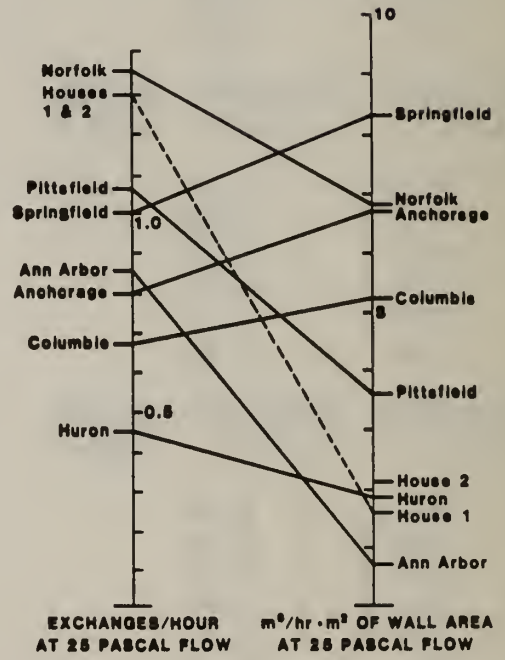 Norfolk
Houses
1 & 2
Pittsfield
Springfield
1.0
Ann Arbor
Anchorage
Columbia
0.5
Huron
EXCHANGES/HOUR
AT 25 PASCAL FLOW
10
Springfield
Norfolk
Anchorage
Columbia
5
Pittsfield
House 2
Huron
House 1
Ann Arbor
m³/hr·m² OF WALL AREA
AT 25 PASCAL FLOW